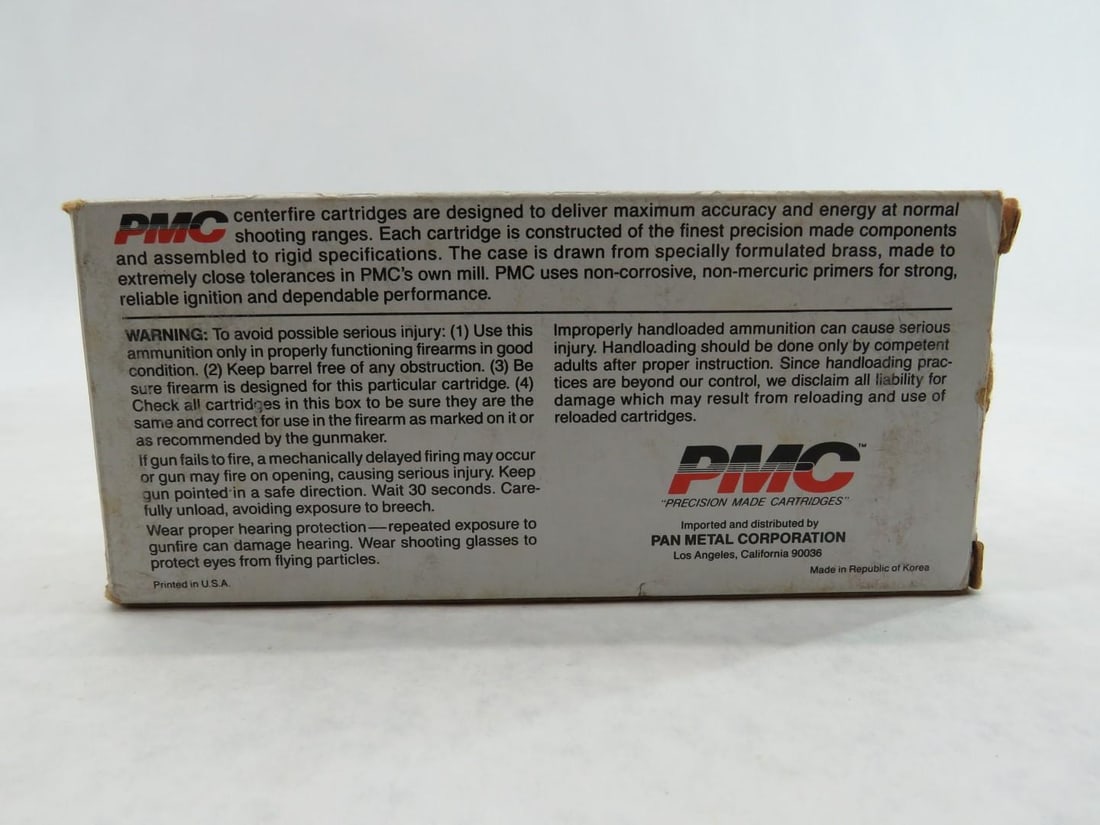 PMC centerfire cartridges are designed to deliver maximum accuracy and energy at normal
shooting ranges. Each cartridge is constructed of the finest precision made components
and assembled to rigid specifications. The case is drawn from specially formulated brass, made to
extremely close tolerances in PMC's own mill. PMC uses non-corrosive, non-mercuric primers for strong,
reliable ignition and dependable performance.
WARNING: To avoid possible serious injury: (1) Use this
ammunition only in properly functioning firearms in good
condition. (2) Keep barrel free of any obstruction. (3) Be
sure firearm is designed for this particular cartridge. (4)
Check all cartridges in this box to be sure they are the
same and correct for use in the firearm as marked on it or
as recommended by the gunmaker.
If gun fails to fire, a mechanically delayed firing may occur
or gun may fire on opening, causing serious injury. Keep
gun pointed in a safe direction. Wait 30 seconds. Care-
fully unload, avoiding exposure to breech.
Wear proper hearing protection—repeated exposure to
gunfire can damage hearing. Wear shooting glasses to
protect eyes from flying particles.
Printed in U.S.A.
Improperly handloaded ammunition can cause serious
injury. Handloading should be done only by competent
adults after proper instruction. Since handloading prac-
tices are beyond our control, we disclaim all liability for
damage which may result from reloading and use of
reloaded cartridges.
PMC™
"PRECISION MADE CARTRIDGES"
Imported and distributed by
PAN METAL CORPORATION
Los Angeles, California 90036
Made in Republic of Korea